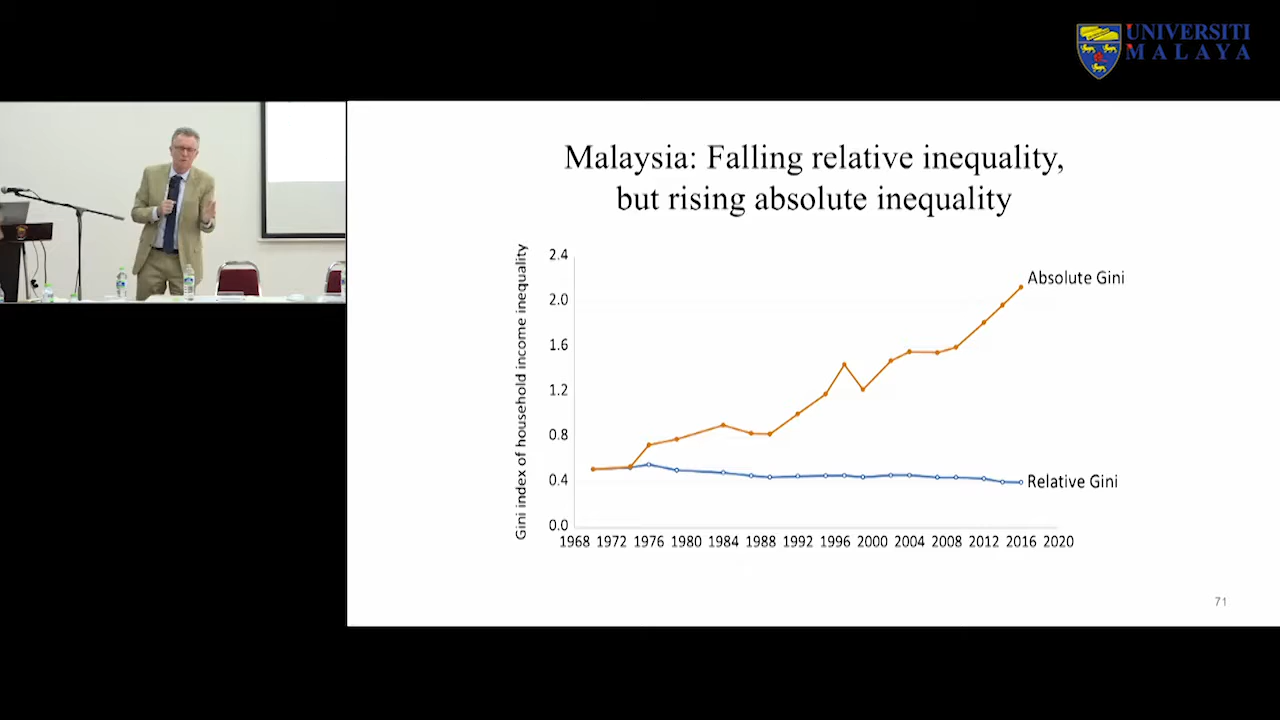 UNIVERSITI
MALAYA
Malaysia: Falling relative inequality,
but rising absolute inequality
Gini index of household income inequality
2.4
2.0
1.6
1.2
0.8
0.4
0.0
Absolute Gini
Relative Gini
1968 1972 1976 1980 1984 1988 1992 1996 2000 2004 2008 2012 2016 2020
71